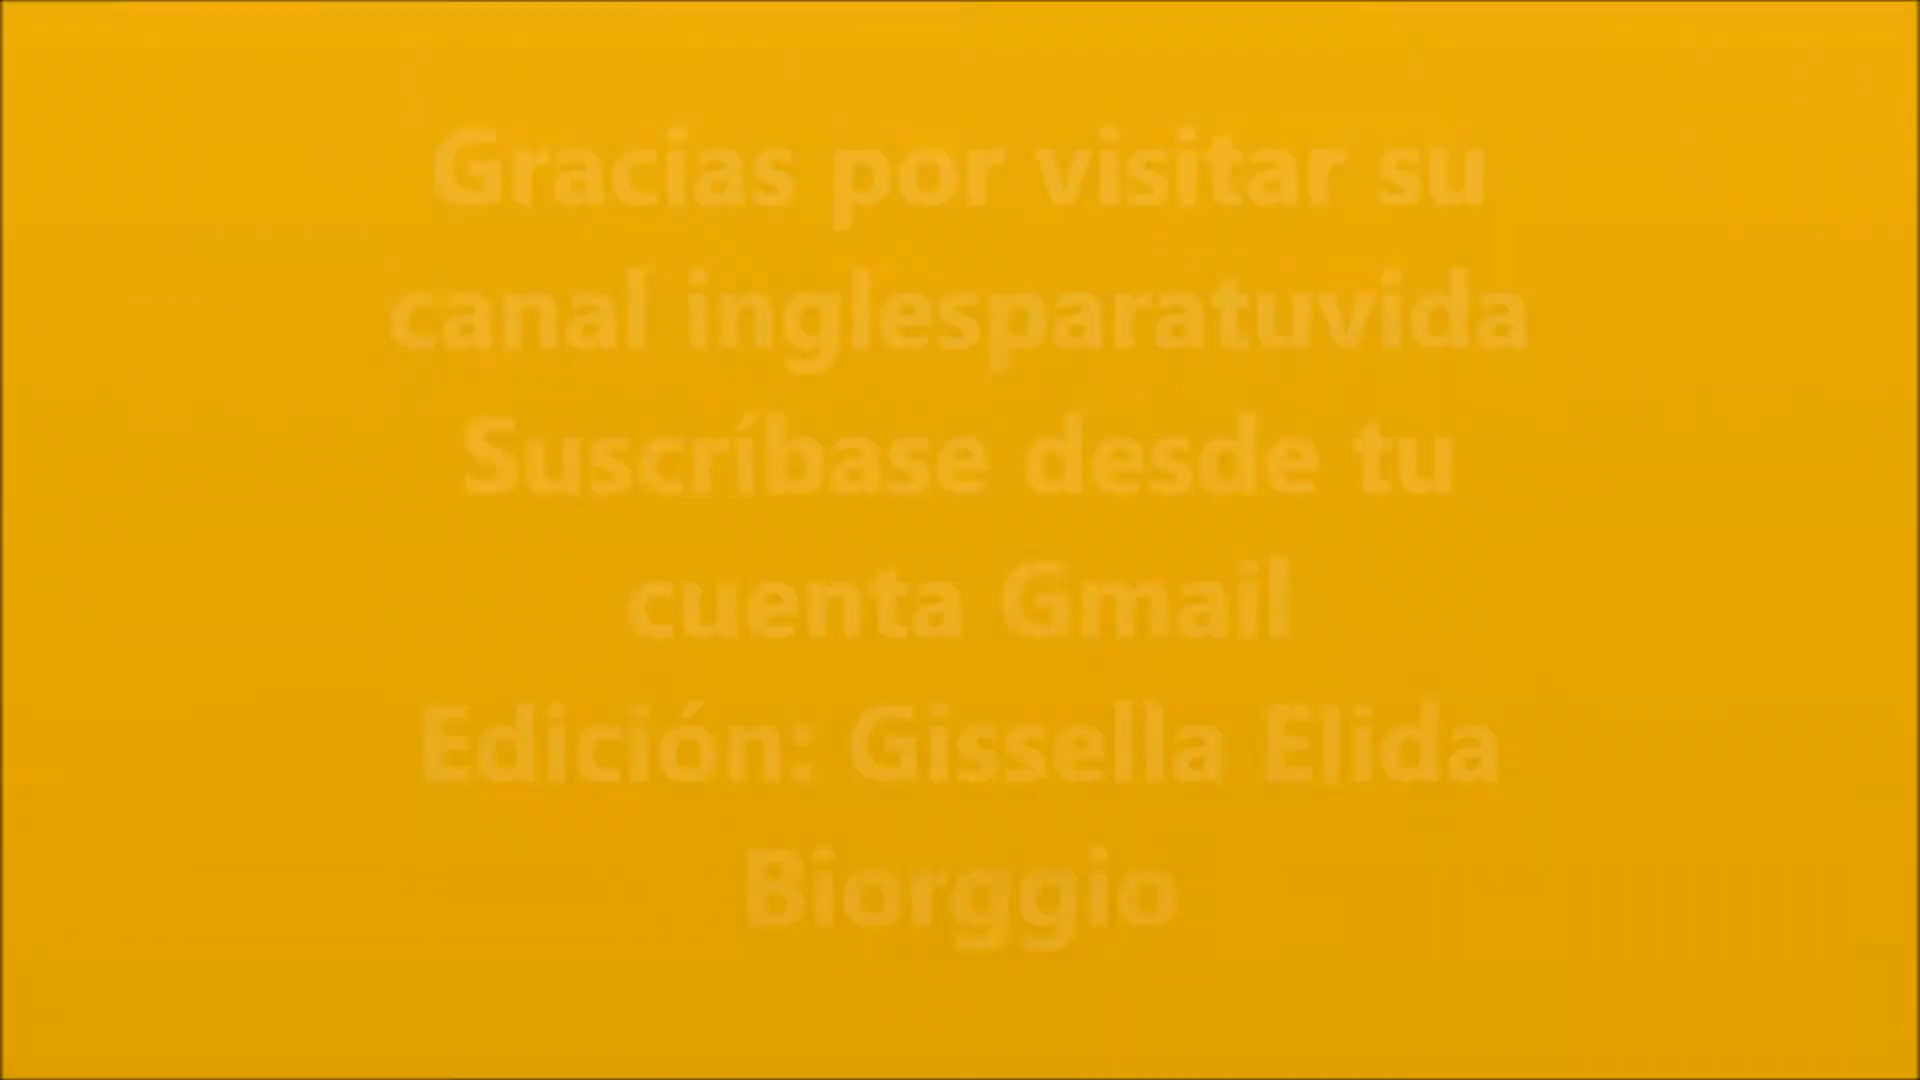 Gracias por visitar su
canal inglesparatuvida
Suscríbase desde tu
cuenta Gmail
Edición: Gissella Elida
Biorggio